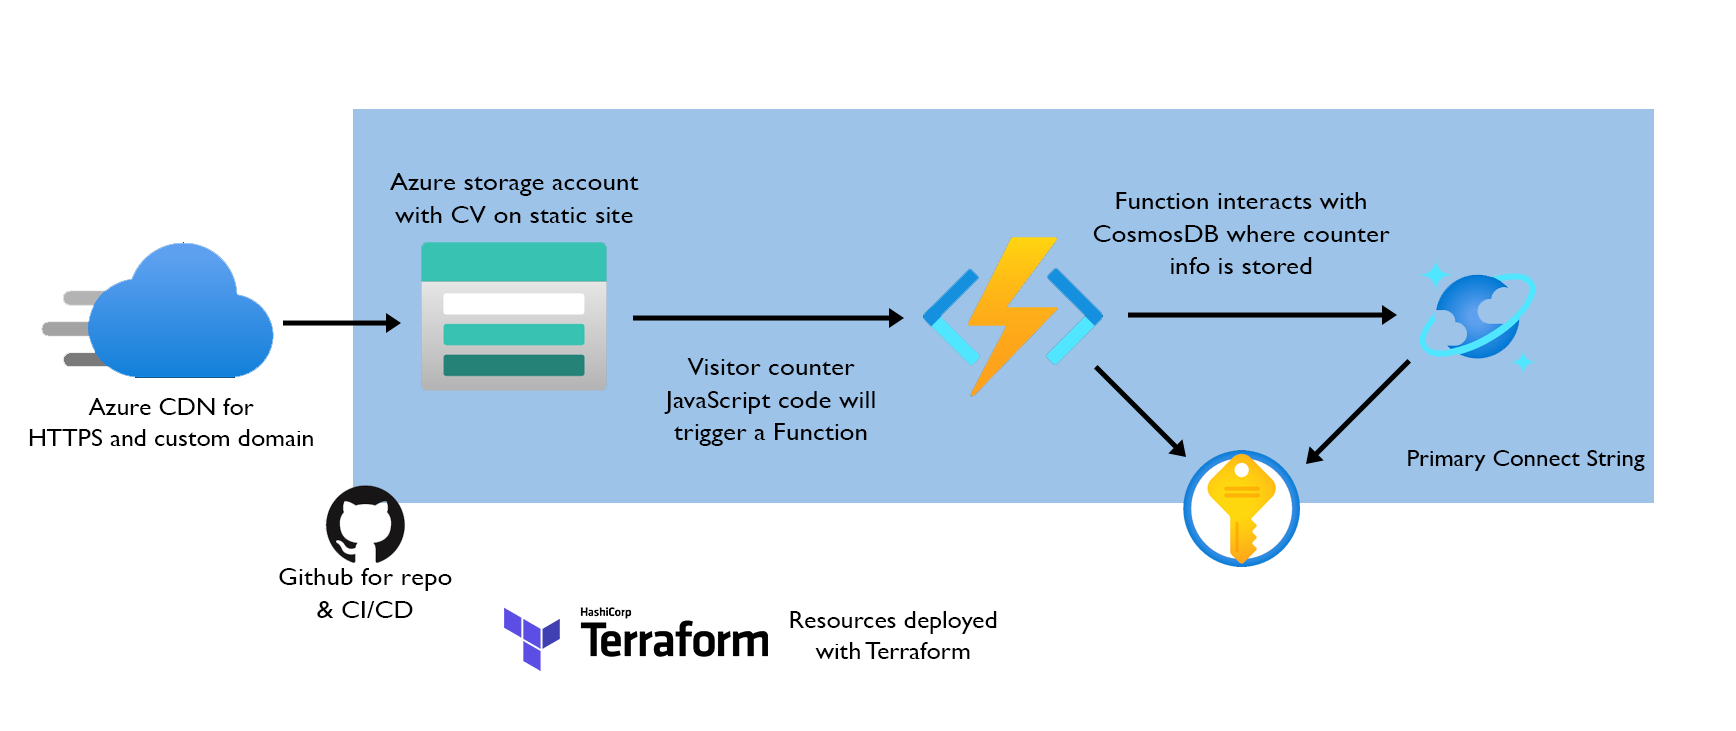 Azure storage account
with CV on static site
Function interacts with
CosmosDB where counter
info is stored
Visitor counter
JavaScript code will
trigger a Function
Azure CDN for
HTTPS and custom domain
Primary Connect String
Github for repo
& CI/CD
HashiCorp
Terraform
Resources deployed
with Terraform